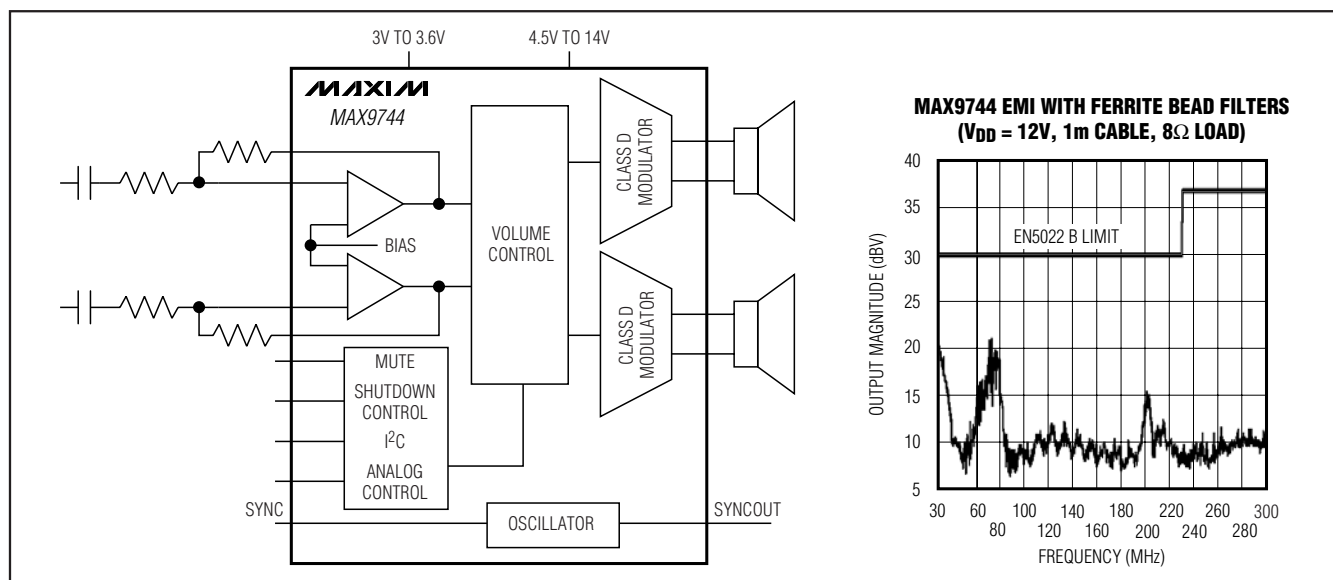 3V TO 3.6V
4.5V TO 14V
MAXIM
MAX9744
BIAS
VOLUME
CONTROL
CLASS D
MODULATOR
CLASS D
MODULATOR
MUTE
SHUTDOWN
CONTROL
I²C
ANALOG
CONTROL
SYNC
OSCILLATOR
SYNCOUT
MAX9744 EMI WITH FERRITE BEAD FILTERS
(VDD = 12V, 1m CABLE, 8Ω LOAD)
OUTPUT MAGNITUDE (dBV)
40
35
30
25
20
15
10
5
EN5022 B LIMIT
30 60 100 140 180 220 260 300
80 120 160 200 240 280
FREQUENCY (MHz)